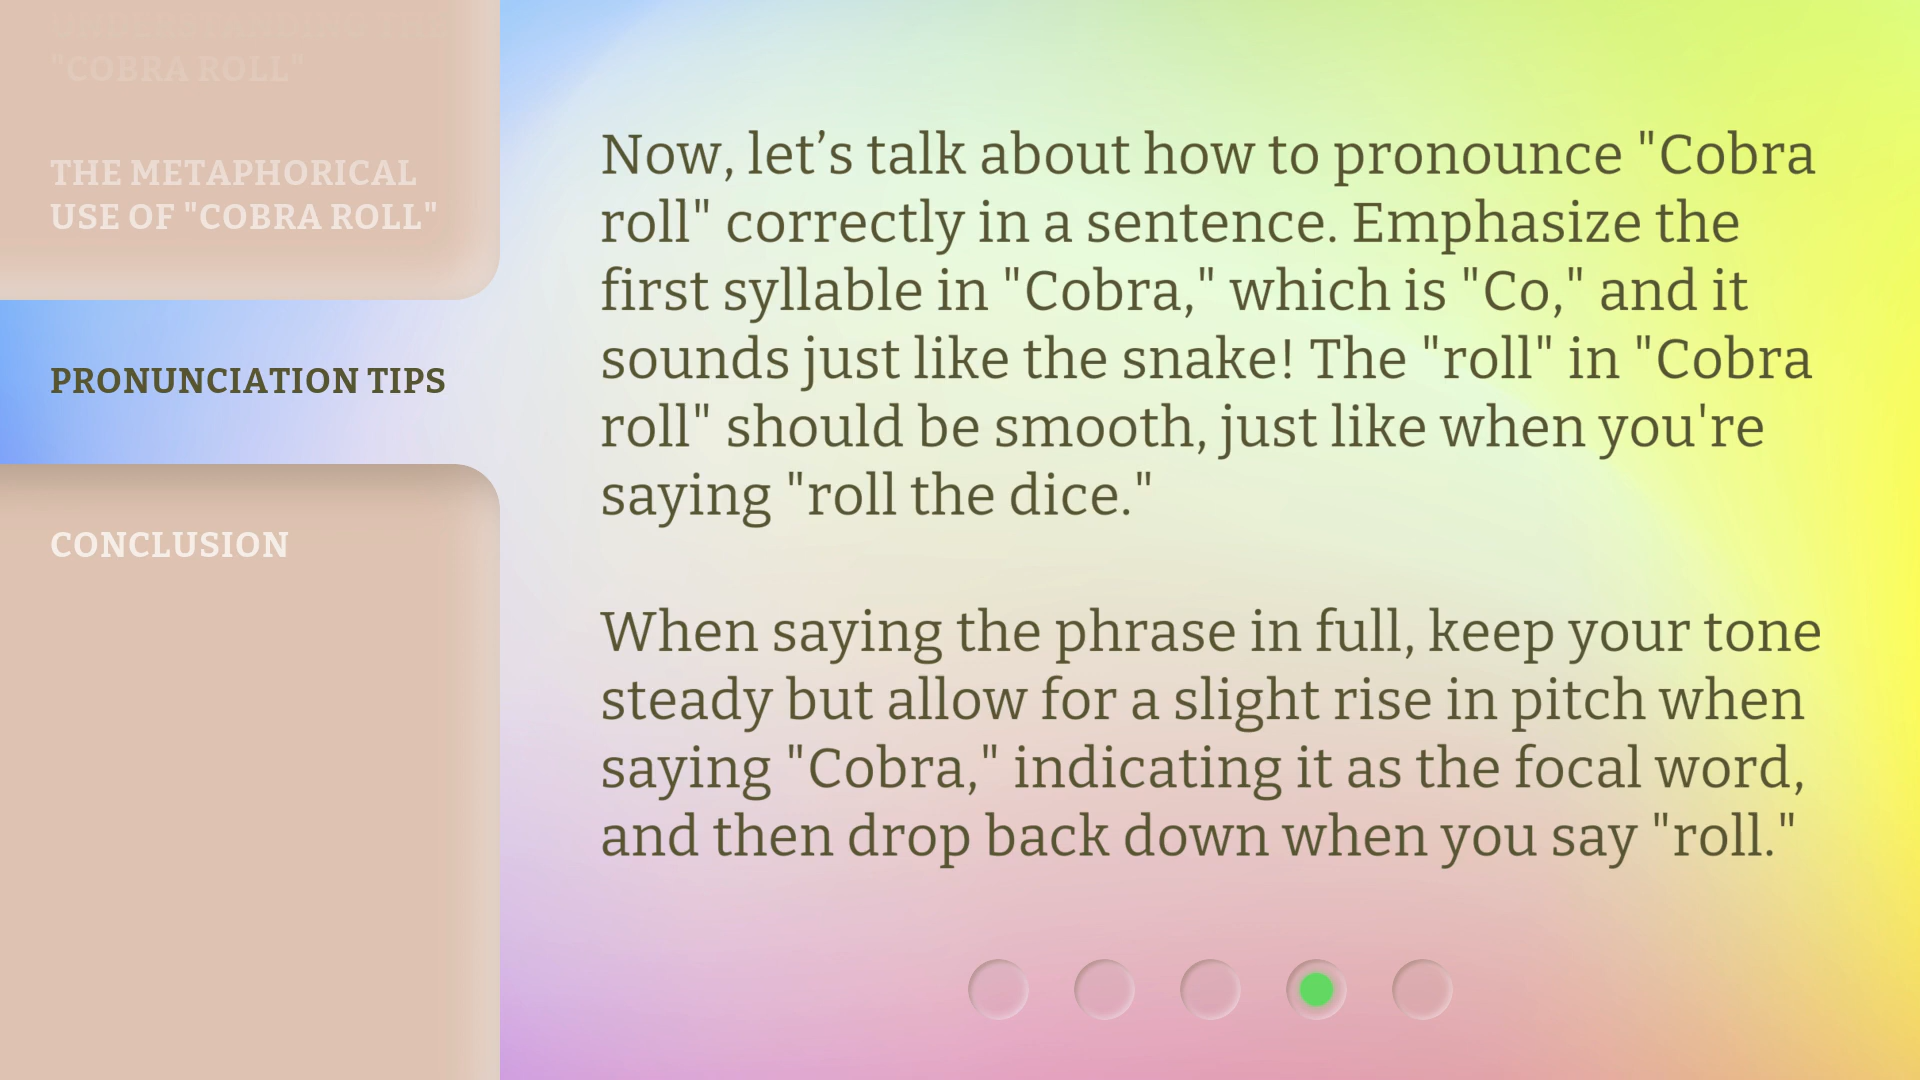 UNDERSTANDING THE
"COBRA ROLL"
THE METAPHORICAL
USE OF "COBRA ROLL"
PRONUNCIATION TIPS
CONCLUSION
Now, let’s talk about how to pronounce "Cobra
roll" correctly in a sentence. Emphasize the
first syllable in "Cobra," which is "Co," and it
sounds just like the snake! The "roll" in "Cobra
roll" should be smooth, just like when you're
saying "roll the dice."
When saying the phrase in full, keep your tone
steady but allow for a slight rise in pitch when
saying "Cobra," indicating it as the focal word,
and then drop back down when you say "roll."